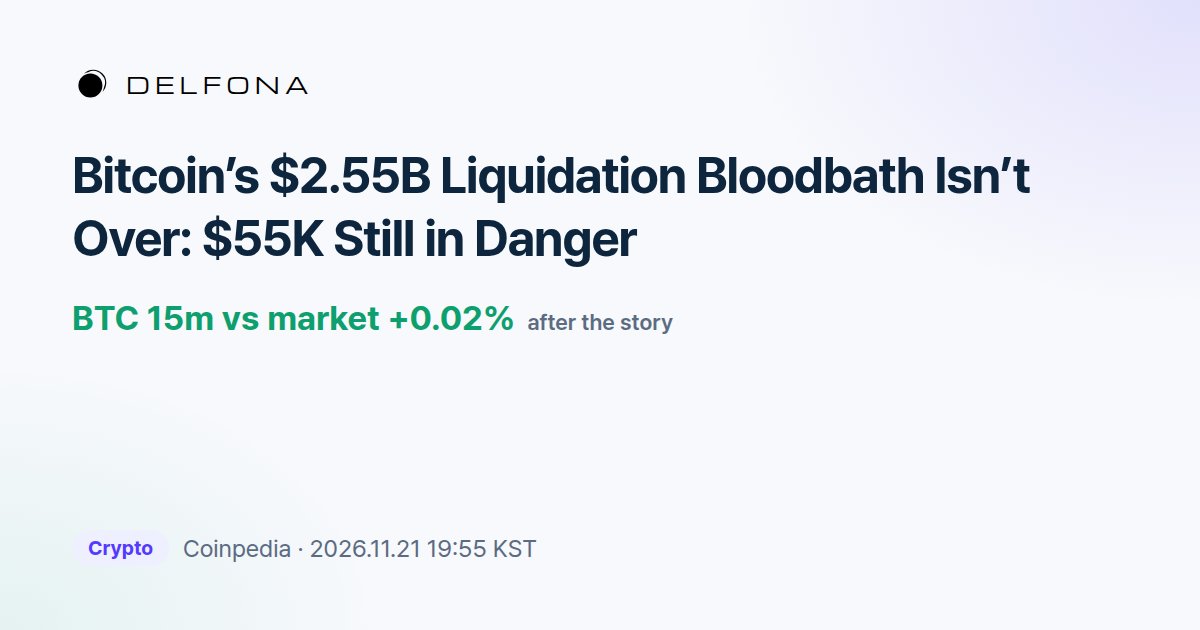 DELFONA
Bitcoin’s $2.55B Liquidation Bloodbath Isn’t
Over: $55K Still in Danger
BTC 15m vs market +0.02% after the story
Crypto Coinpedia · 2026.11.21 19:55 KST